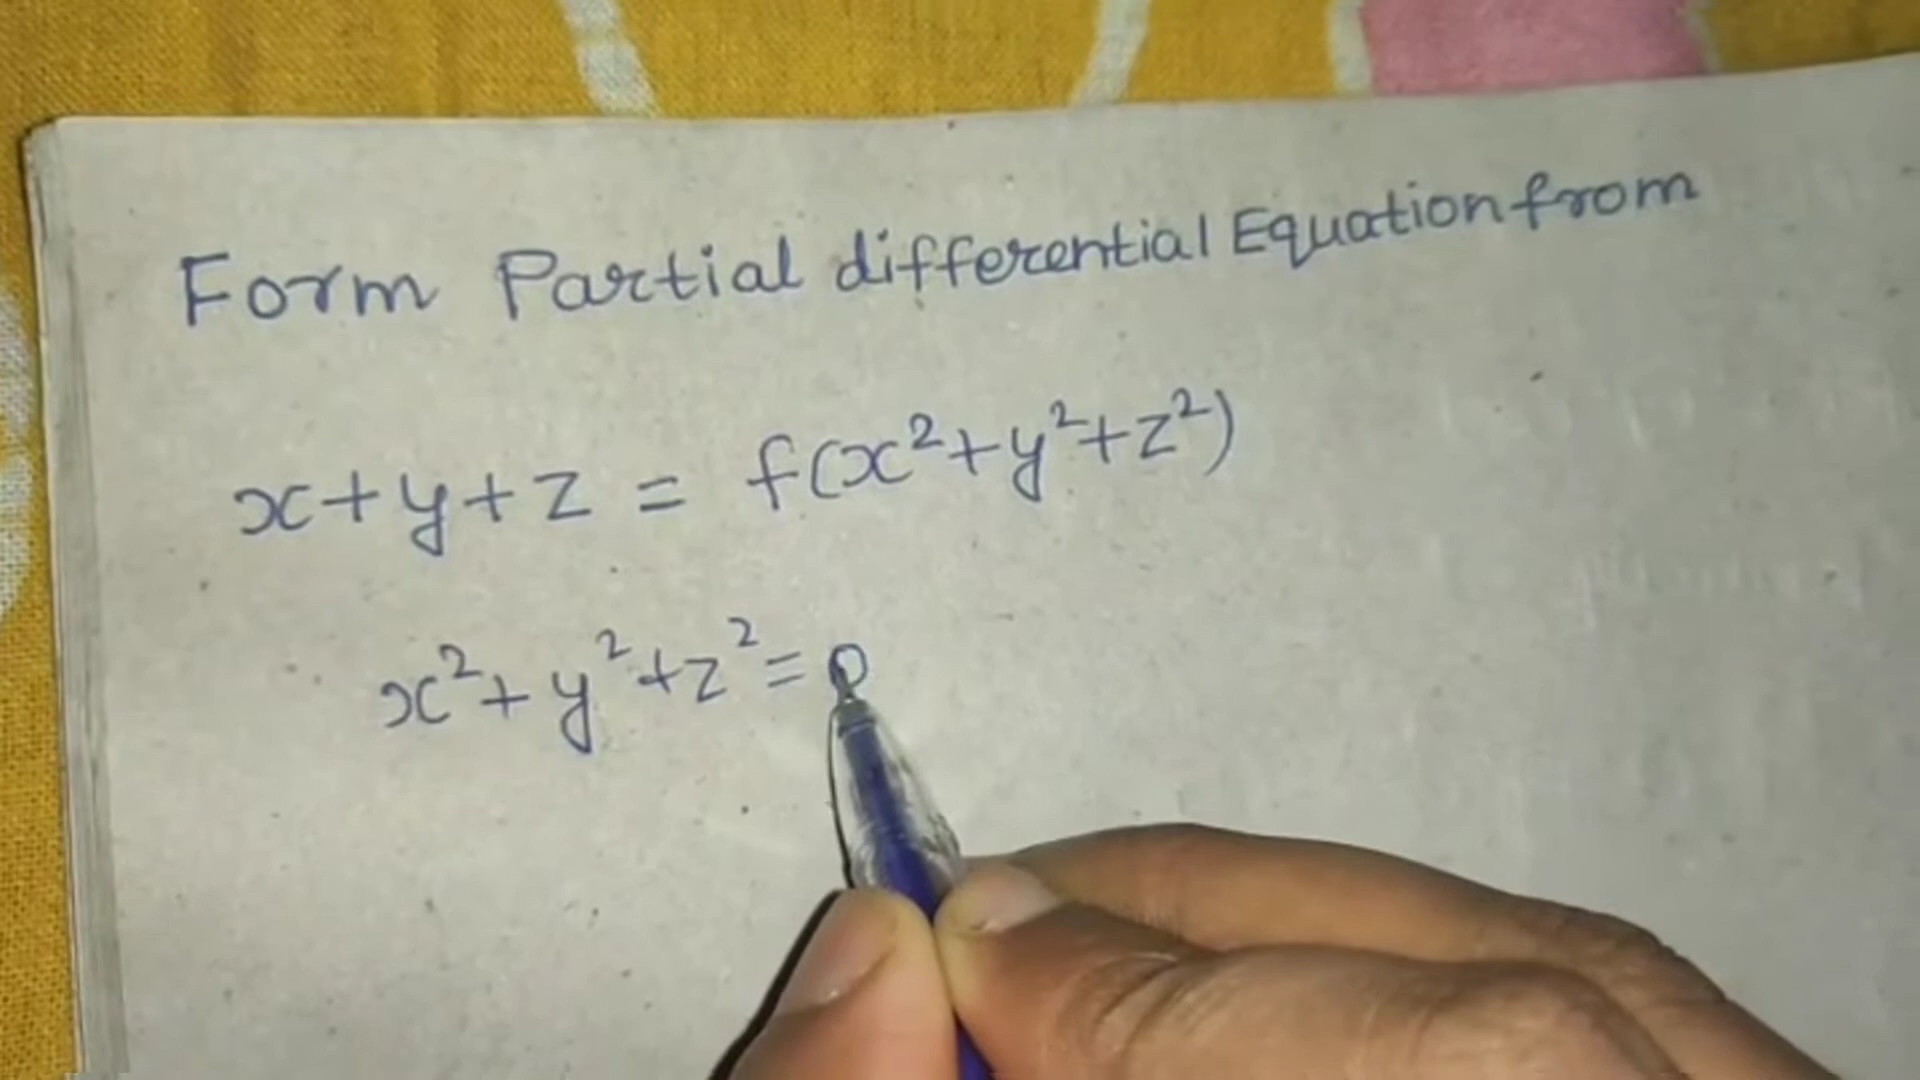 Form Partial differential Equation from
x+y+z = f(x²+y²+z²)
x²+y²+z²=